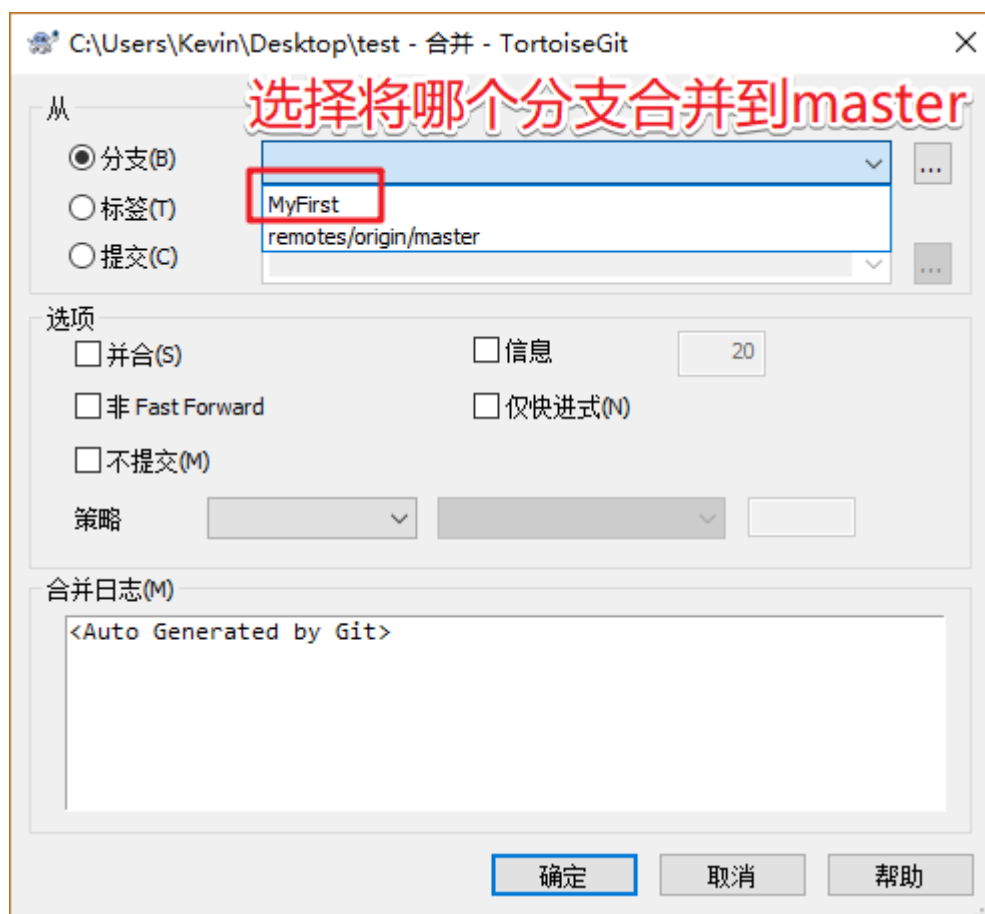 C:\Users\Kevin\Desktop\test - 合并 - TortoiseGit
从
选择将哪个分支合并到master
分支(B)
...
标签(T)
MyFirst
remotes/origin/master
提交(C)
...
选项
并合(S)
信息
20
非 Fast Forward
仅快进式(N)
不提交(M)
策略
合并日志(M)
<Auto Generated by Git>
确定
取消
帮助